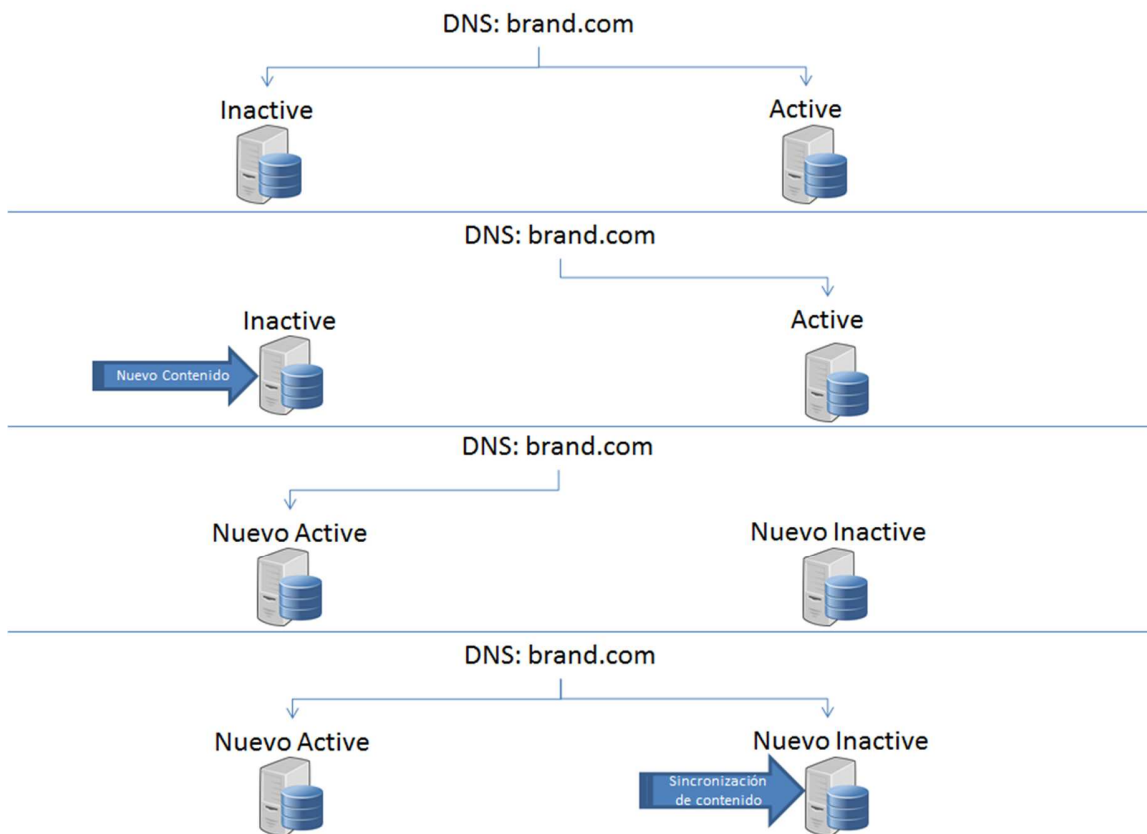 DNS: brand.com
Inactive
Active
DNS: brand.com
Inactive
Active
Nuevo Contenido
DNS: brand.com
Nuevo Active
Nuevo Inactive
DNS: brand.com
Nuevo Active
Nuevo Inactive
Sincronización
de contenido